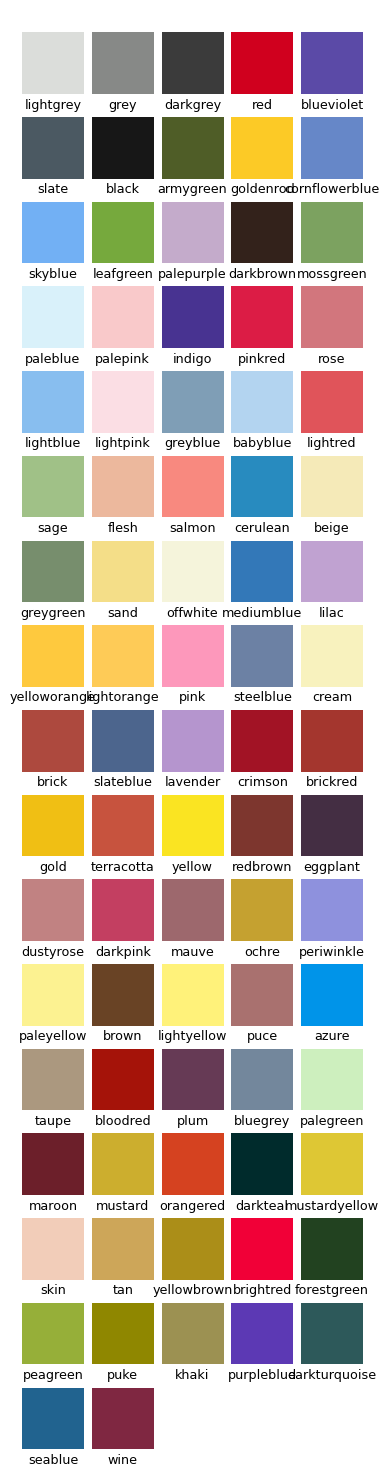 lightgrey grey darkgrey red blueviolet
slate black armygreen goldenrod cornflowerblue
skyblue leafgreen palepurple darkbrown mossgreen
paleblue palepink indigo pinkred rose
lightblue lightpink greyblue babyblue lightred
sage flesh salmon cerulean beige
greygreen sand offwhite mediumblue lilac
yelloworange lightorange pink steelblue cream
brick slateblue lavender crimson brickred
gold terracotta yellow redbrown eggplant
dustyrose darkpink mauve ochre periwinkle
paleyellow brown lightyellow puce azure
taupe bloodred plum bluegrey palegreen
maroon mustard orangered darkteal mustardyellow
skin tan yellowbrown brightred forestgreen
peagreen puke khaki purpleblue darkturquoise
seablue wine